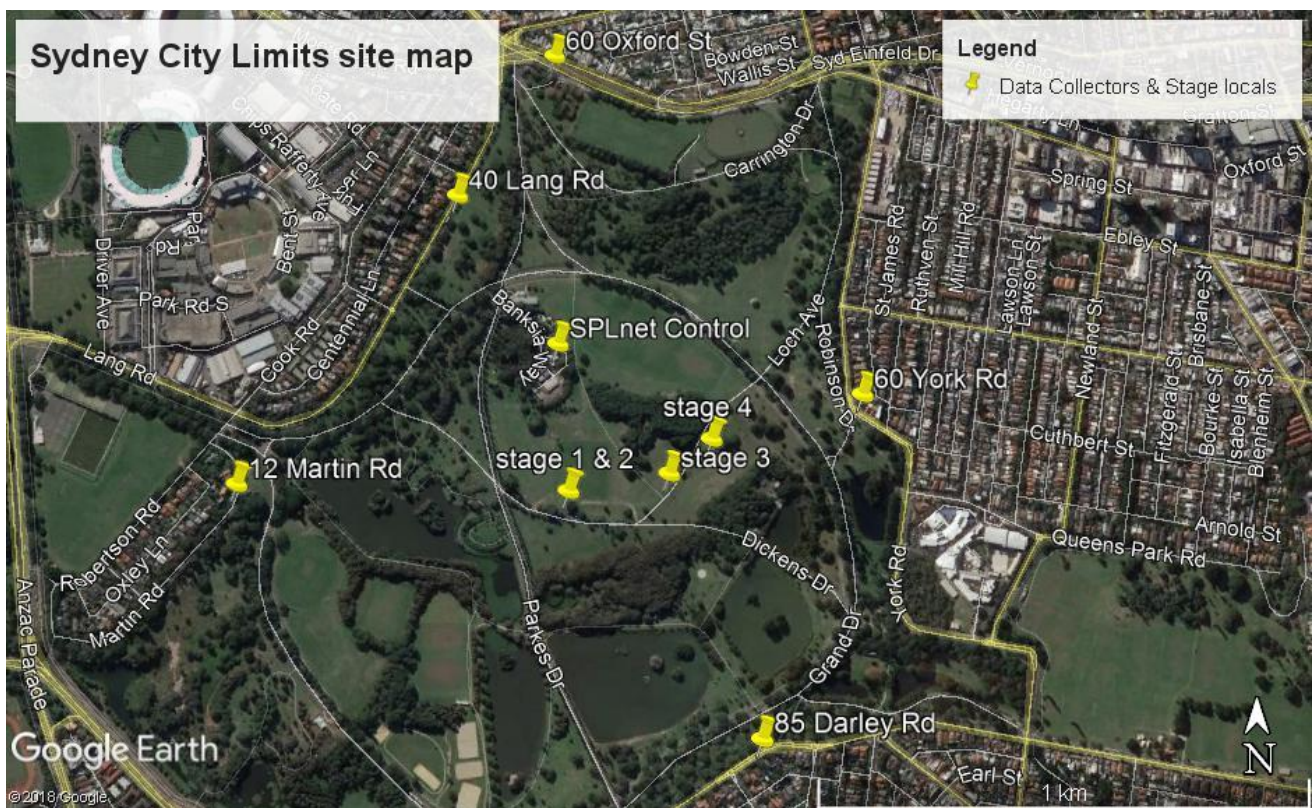 Sydney City Limits site map
Legend
Data Collectors & Stage locals
60 Oxford St
Bowden St
Wallis St
Syd Einfeld Dr
Oxford St
Carrington Dr
Spring St
Ebley St
40 Lang Rd
Driver Ave
Bent St
Park Rd S
Cook Rd
Centennial Ln
Lang Rd
Banksia Way
SPLnet Control
Loch Ave
Robinson Dr
St James Rd
Ruthven St
Mill Hill Rd
Lawson Ln
Lawson St
Newland St
Brisbane St
Fitzgerald St
Bourke St
Isabella St
Blenheim St
60 York Rd
stage 4
stage 3
stage 1 & 2
Cuthbert St
12 Martin Rd
Robertson Rd
Oxley Ln
Martin Rd
Anzac Parade
Parkes Dr
Dickens Dr
Grand Dr
York Rd
Arnold St
Queens Park Rd
85 Darley Rd
Earl St
N
1 km
Google Earth
© 2018 Google